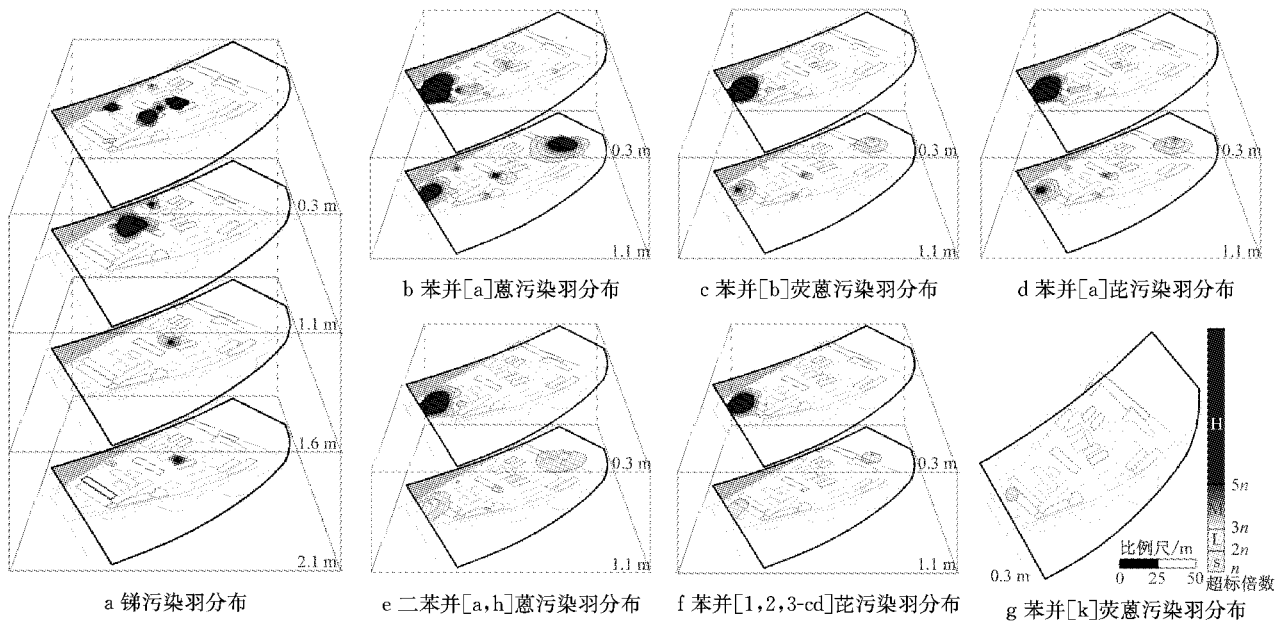 0.3 m
1.1 m
1.6 m
2.1 m
a 锑污染羽分布
0.3 m
1.1 m
b 苯并[a]蒽污染羽分布
0.3 m
1.1 m
c 苯并[b]荧蒽污染羽分布
0.3 m
1.1 m
d 苯并[a]芘污染羽分布
0.3 m
1.1 m
e 二苯并[a,h]蒽污染羽分布
0.3 m
1.1 m
f 苯并[1,2,3-cd]芘污染羽分布
H
5n
M
3n
L
2n
s
n
超标倍数
比例尺/m
0 25 50
0.3 m
g 苯并[k]荧蒽污染羽分布